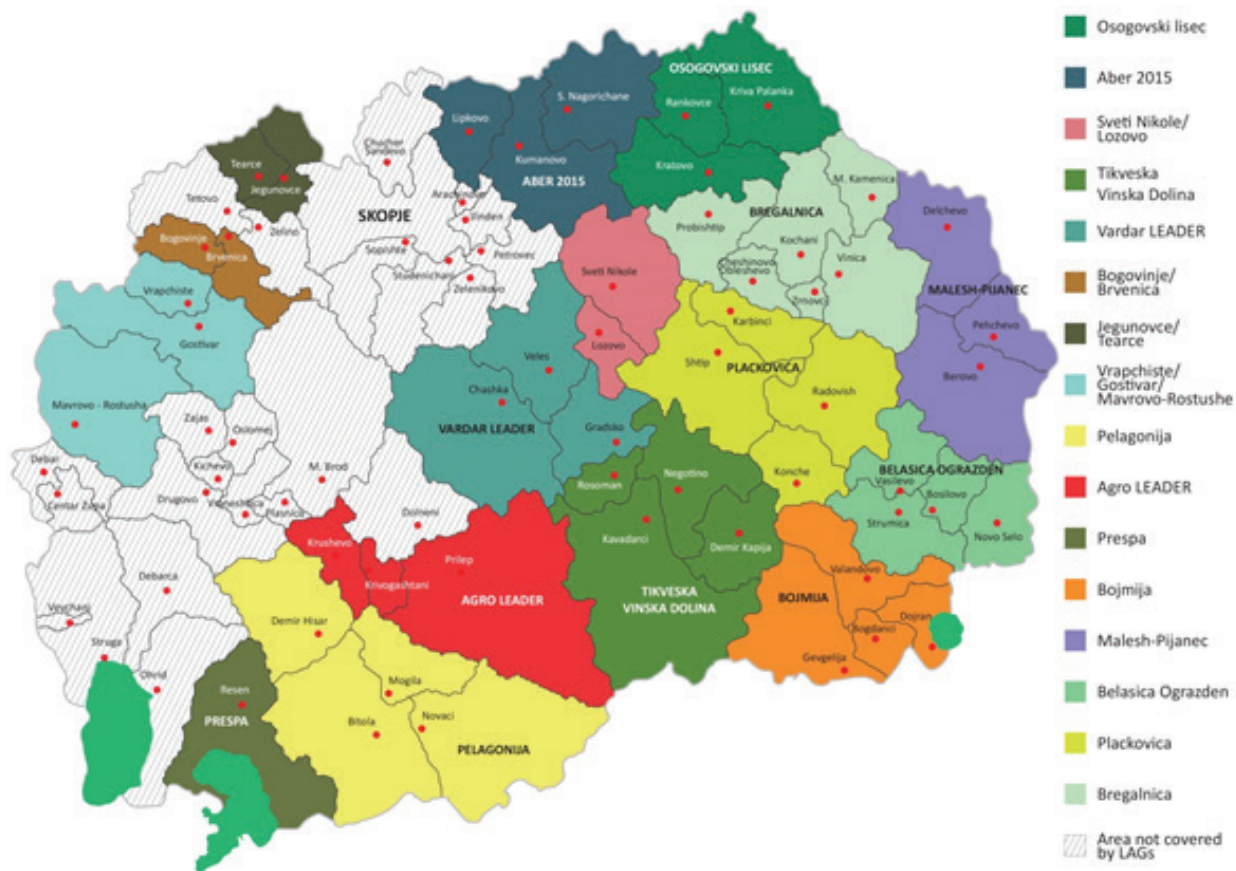 OSOGOVSKI LISEC
Rankovce
Kriva Palanka
Kratovo
S. Nagorichane
Lipkovo
Kumanovo
ABER 2015
Chucher
Sandevo
Tearce
Jegunovce
Tetovo
Zelino
Bogovinje
Brvenica
SKOPJE
Arachinovo
Ilinden
Sopishte
Petrovec
Studenichani
Zelenikovo
Vrapchiste
Gostivar
Mavrovo - Rostusha
Sveti Nikole
Lozovo
M. Kamenica
BREGALNICA
Probishtip
Kochani
Cheshinovo
Obleshevo
Vinica
Zrnovci
Delchevo
MALESH-PIJANEC
Pehchevo
Berovo
Karbinci
Shtip
PLACKOVICA
Radovish
Konche
Veles
Chashka
VARDAR LEADER
Gradsko
Zajas
Oslomej
Kichevo
M. Brod
Debar
Centar Zupa
Drugovo
Plasnica
Dolneni
Rosoman
Negotino
Kavadarci
Demir Kapija
TIKVESKA
VINSKA DOLINA
BELASICA OGRAZDEN
Vasilevo
Bosilovo
Strumica
Novo Selo
Krushevo
Krivogashtani
Prilep
AGRO LEADER
Valandovo
BOJMIJA
Dojran
Bogdanci
Gevgelija
Debarca
Vevchani
Struga
Ohrid
Demir Hisar
Mogila
Bitola
Novaci
PELAGONIJA
Resen
PRESPA
Osogovski lisec
Aber 2015
Sveti Nikole/
Lozovo
Tikveska
Vinska Dolina
Vardar LEADER
Bogovinje/
Brvenica
Jegunovce/
Tearce
Vrapchiste/
Gostivar/
Mavrovo-Rostushe
Pelagonija
Agro LEADER
Prespa
Bojmija
Malesh-Pijanec
Belasica Ograzden
Plackovica
Bregalnica
Area not covered
by LAGs